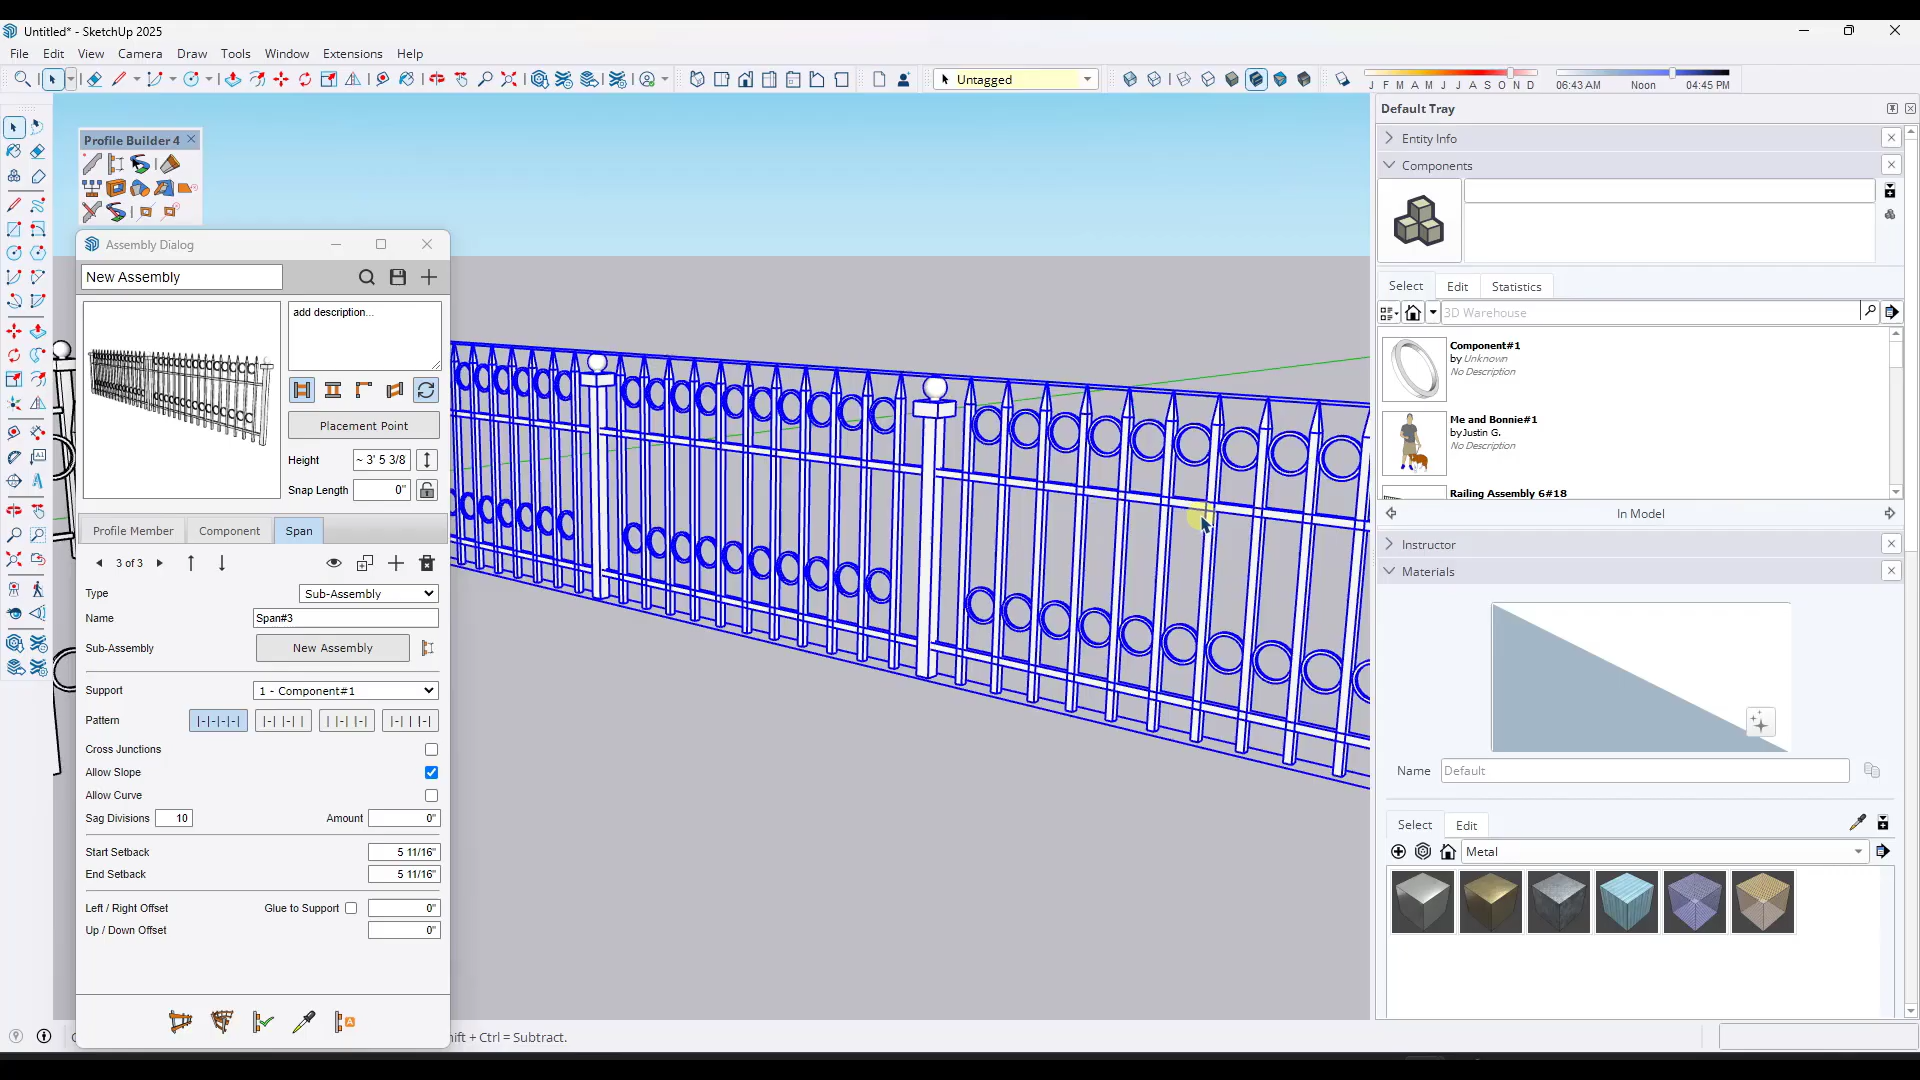 Untitled* - SketchUp 2025
File Edit View Camera Draw Tools Window Extensions Help
Untagged
J F M A M J J A S O N D 06:43 AM Noon 04:45 PM
Default Tray
Entity Info
Components
Profile Builder 4
Assembly Dialog
New Assembly
add description...
Placement Point
Height ~ 3' 5 3/8
Snap Length 0"
Profile Member Component Span
3 of 3
Type Sub-Assembly
Name Span#3
Sub-Assembly New Assembly
Support 1 - Component#1
Pattern
Cross Junctions
Allow Slope
Allow Curve
Sag Divisions 10 Amount 0"
Start Setback 5 11/16"
End Setback 5 11/16"
Left / Right Offset Glue to Support 0"
Up / Down Offset 0"
Select Edit Statistics
3D Warehouse
Component#1
by Unknown
No Description
Me and Bonnie#1
by Justin G.
No Description
Railing Assembly 6#18
In Model
Instructor
Materials
Name Default
Select Edit
Metal
hift + Ctrl = Subtract.